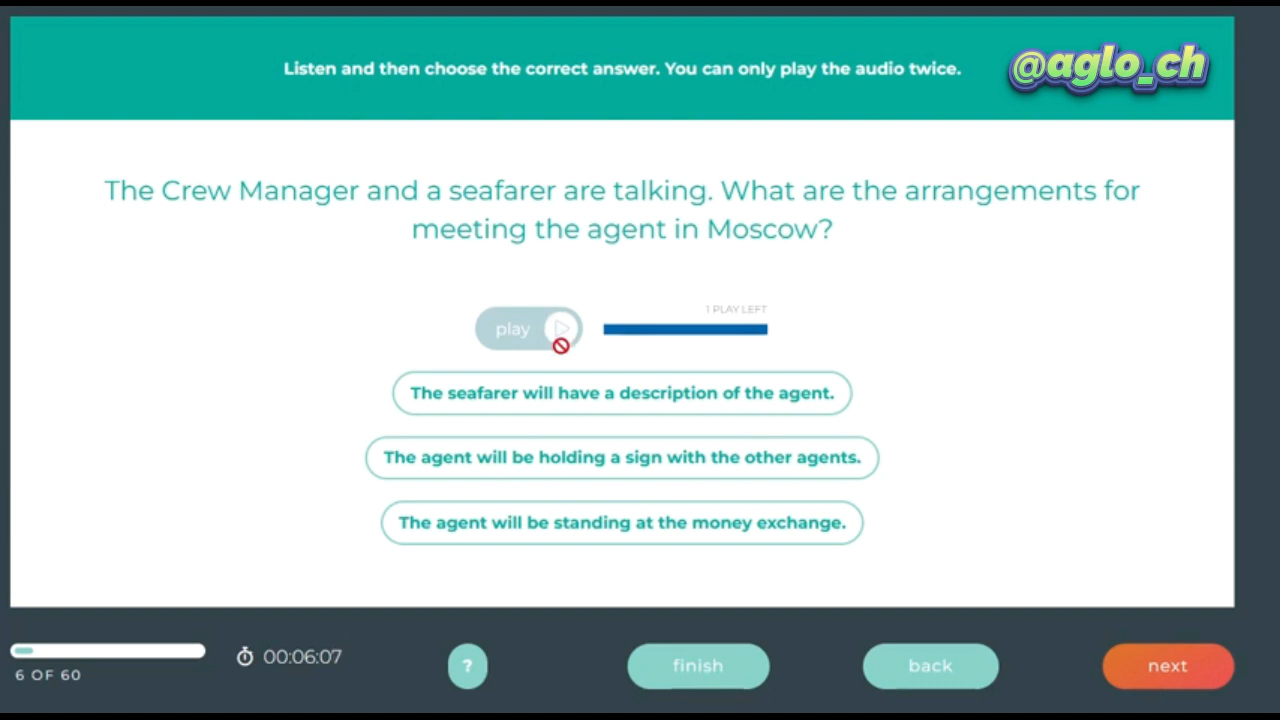 Listen and then choose the correct answer. You can only play the audio twice.
@aglo_ch
The Crew Manager and a seafarer are talking. What are the arrangements for
meeting the agent in Moscow?
1 PLAY LEFT
play
The seafarer will have a description of the agent.
The agent will be holding a sign with the other agents.
The agent will be standing at the money exchange.
6 OF 60
00:06:07
?
finish
back
next